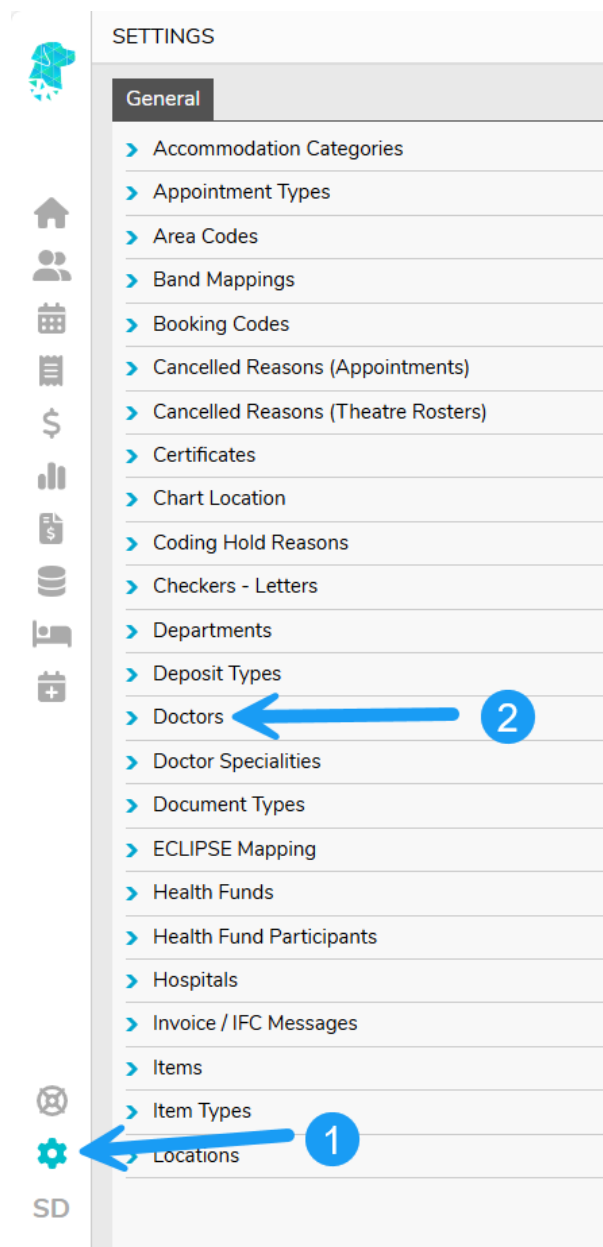 SETTINGS
General
Accommodation Categories
Appointment Types
Area Codes
Band Mappings
Booking Codes
Cancelled Reasons (Appointments)
Cancelled Reasons (Theatre Rosters)
Certificates
Chart Location
Coding Hold Reasons
Checkers - Letters
Departments
Deposit Types
Doctors 2
Doctor Specialities
Document Types
ECLIPSE Mapping
Health Funds
Health Fund Participants
Hospitals
Invoice / IFC Messages
Items
Item Types
1
Locations
SD